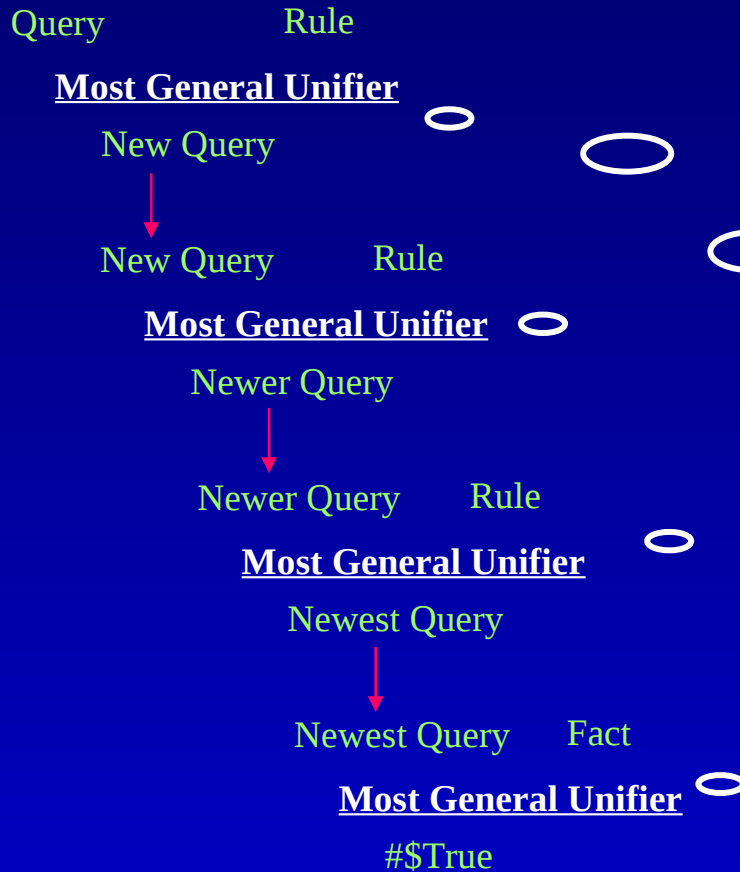 Query Rule
Most General Unifier
New Query
New Query Rule
Most General Unifier
Newer Query
Newer Query Rule
Most General Unifier
Newest Query
Newest Query Fact
Most General Unifier
#$True